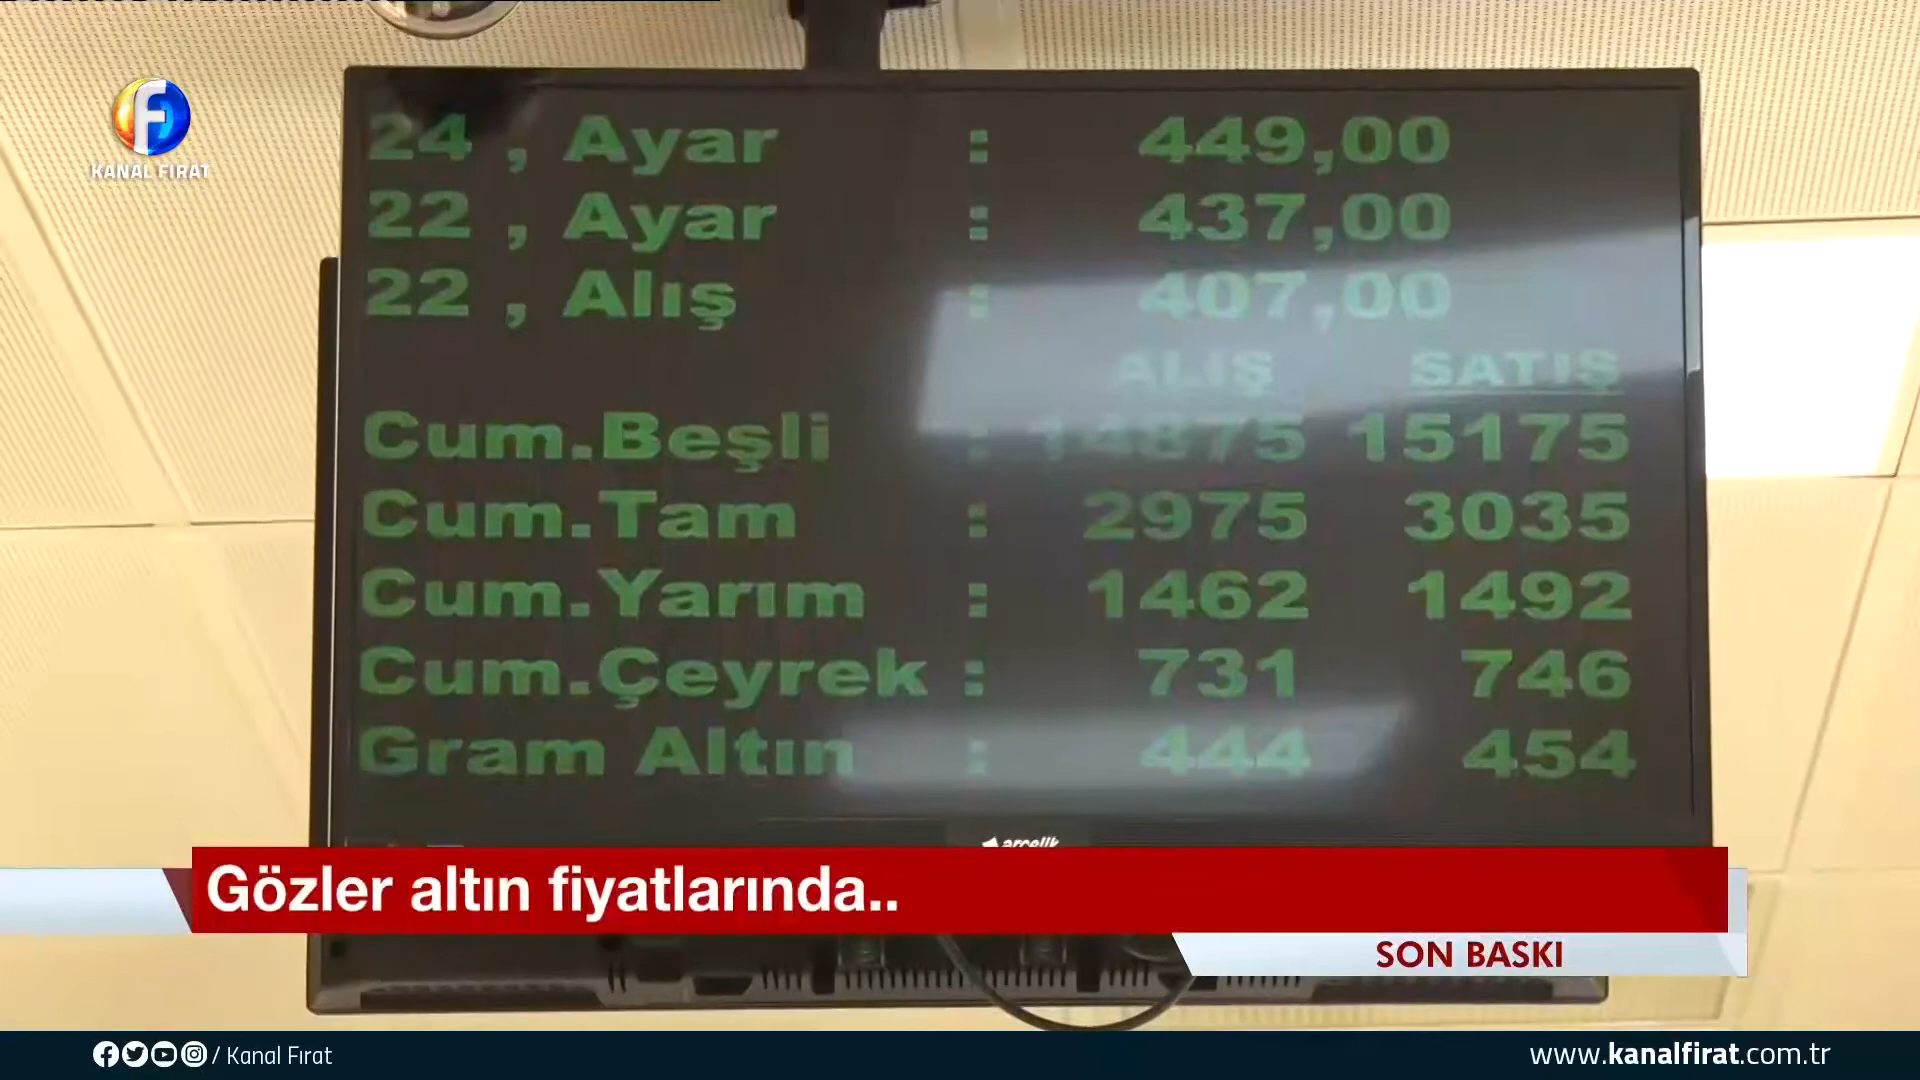 KANAL FIRAT
24 , Ayar : 449,00
22 , Ayar : 437,00
22 , Alış : 407,00
ALIŞ SATIŞ
Cum.Beşli : 14875 15175
Cum.Tam : 2975 3035
Cum.Yarım : 1462 1492
Cum.Çeyrek : 731 746
Gram Altın : 444 454
arçelik
Gözler altın fiyatlarında..
SON BASKI
/ Kanal Fırat
www.kanalfirat.com.tr